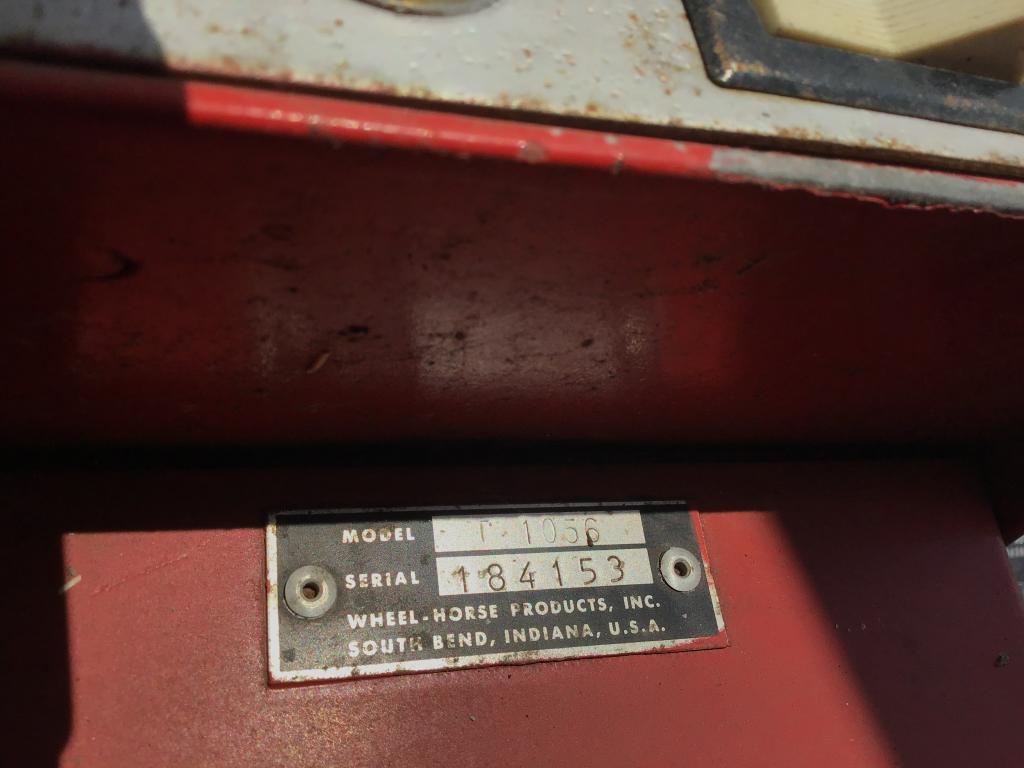 MODEL 1056
SERIAL 184153
WHEEL-HORSE PRODUCTS, INC.
SOUTH BEND, INDIANA, U.S.A.